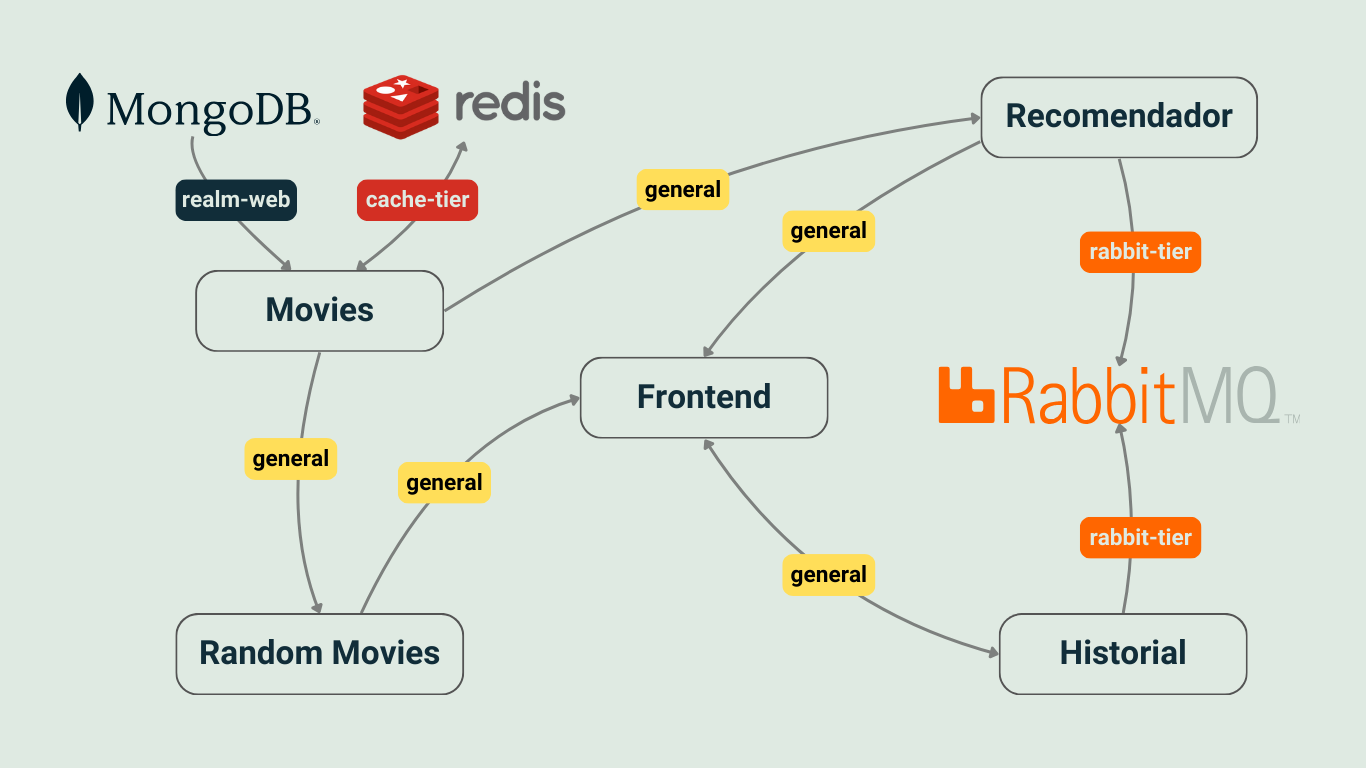 MongoDB®
redis
Recomendador
general
realm-web
cache-tier
general
rabbit-tier
Movies
RabbitMQ™
Frontend
general
general
rabbit-tier
general
Random Movies
Historial